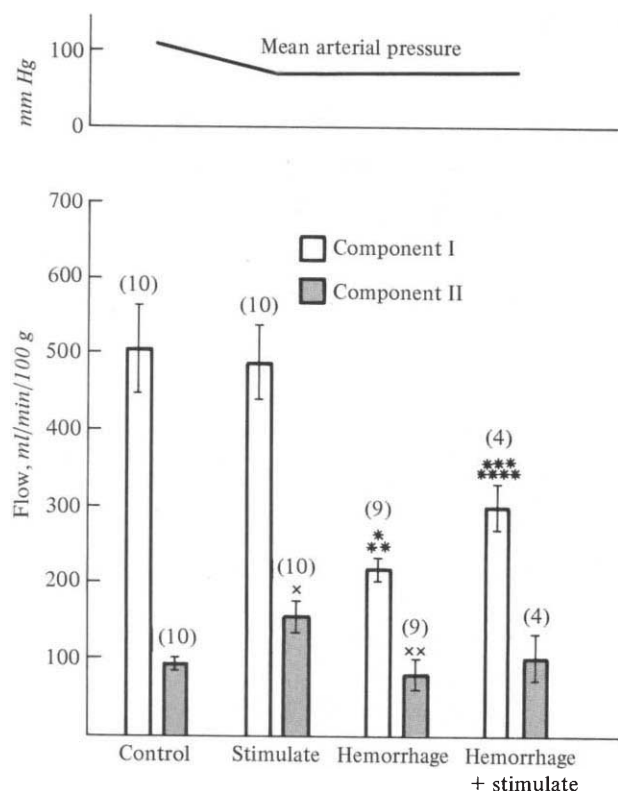 mm Hg
100
0
Mean arterial pressure
Flow, ml/min/100 g
700
600
500
400
300
200
100
Component I
Component II
(10)
(10)
(10)
(10)
×
(9)
*
**
(9)
××
(4)
***
****
(4)
Control
Stimulate
Hemorrhage
Hemorrhage
+ stimulate